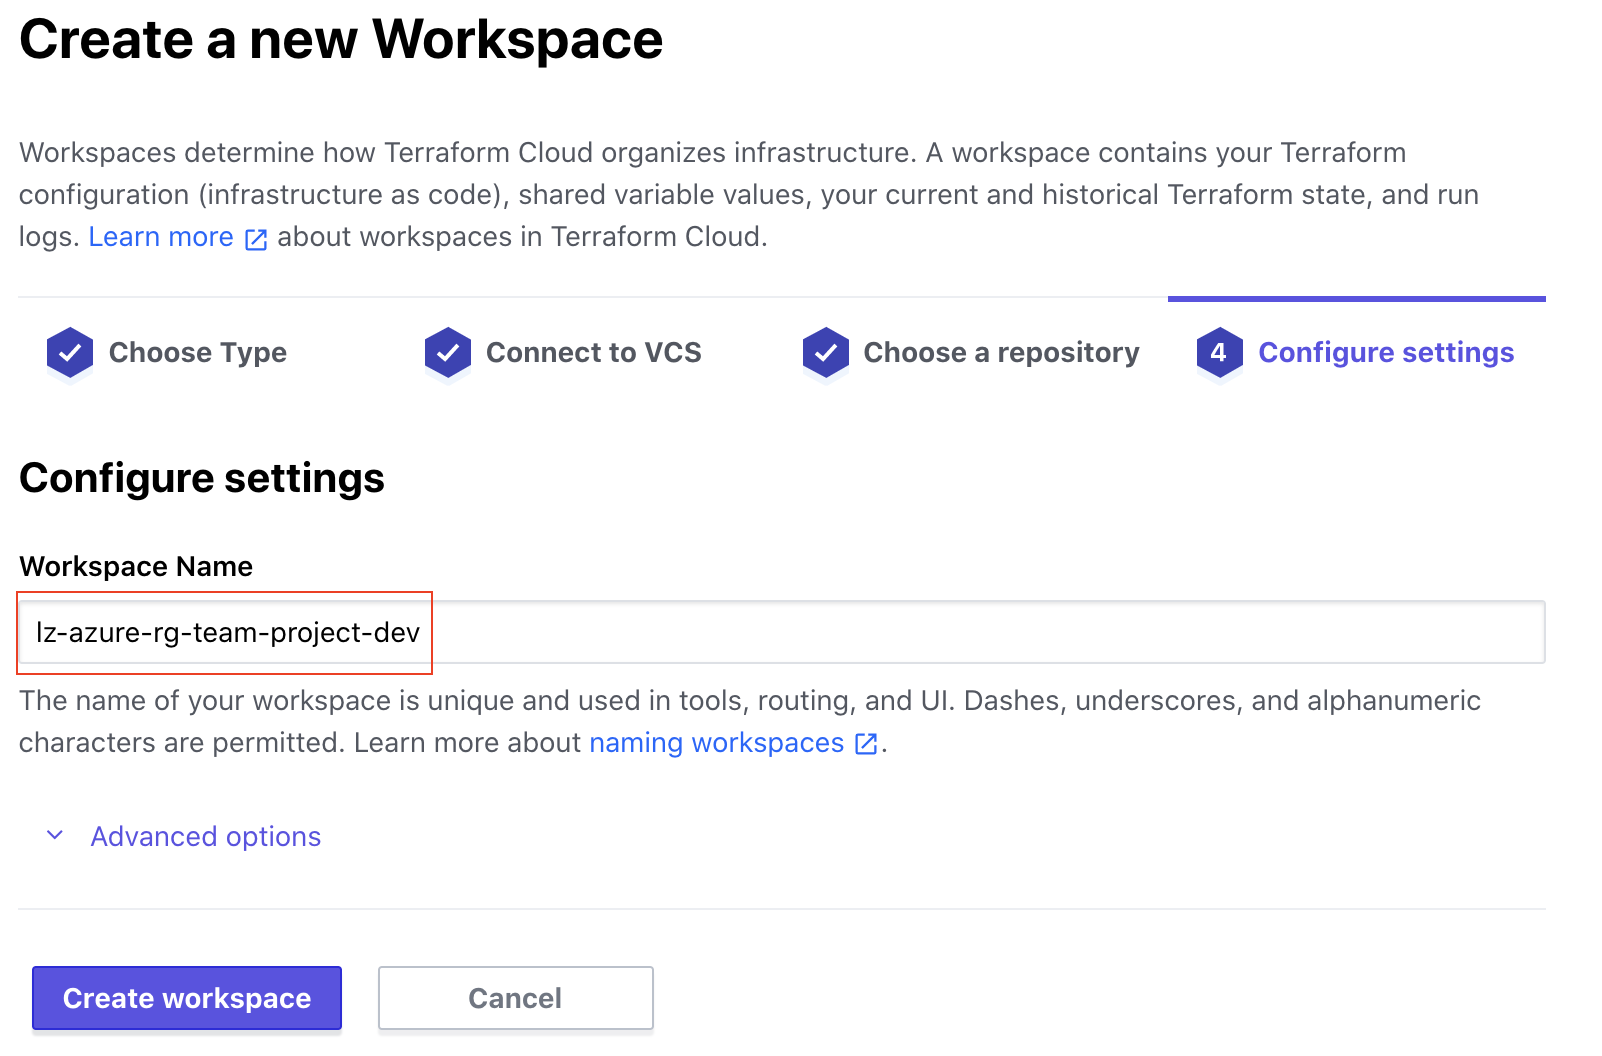 Create a new Workspace
Workspaces determine how Terraform Cloud organizes infrastructure. A workspace contains your Terraform
configuration (infrastructure as code), shared variable values, your current and historical Terraform state, and run
logs. Learn more about workspaces in Terraform Cloud.
Choose Type Connect to VCS Choose a repository 4 Configure settings
Configure settings
Workspace Name
lz-azure-rg-team-project-dev
The name of your workspace is unique and used in tools, routing, and UI. Dashes, underscores, and alphanumeric
characters are permitted. Learn more about naming workspaces .
Advanced options
Create workspace Cancel